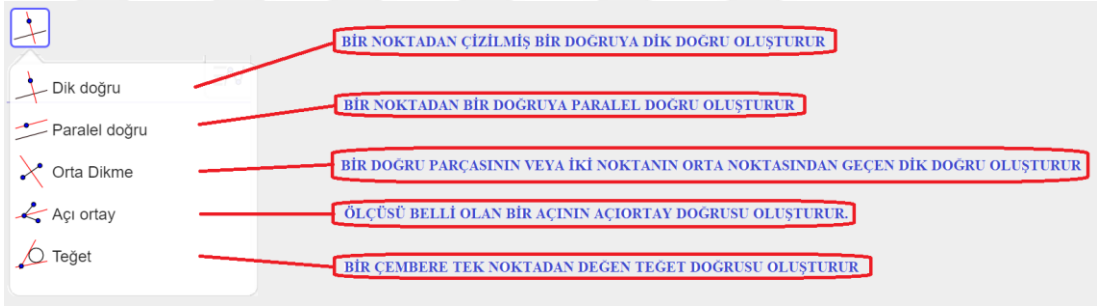 BİR NOKTADAN ÇİZİLMİŞ BİR DOĞRUYA DİK DOĞRU OLUŞTURUR
Dik doğru
BİR NOKTADAN BİR DOĞRUYA PARALEL DOĞRU OLUŞTURUR
Paralel doğru
BİR DOĞRU PARÇASININ VEYA İKİ NOKTANIN ORTA NOKTASINDAN GEÇEN DİK DOĞRU OLUŞTURUR
Orta Dikme
ÖLÇÜSÜ BELLİ OLAN BİR AÇININ AÇIORTAY DOĞRUSU OLUŞTURUR.
Açı ortay
Teğet
BİR ÇEMBERE TEK NOKTADAN DEĞEN TEĞET DOĞRUSU OLUŞTURUR